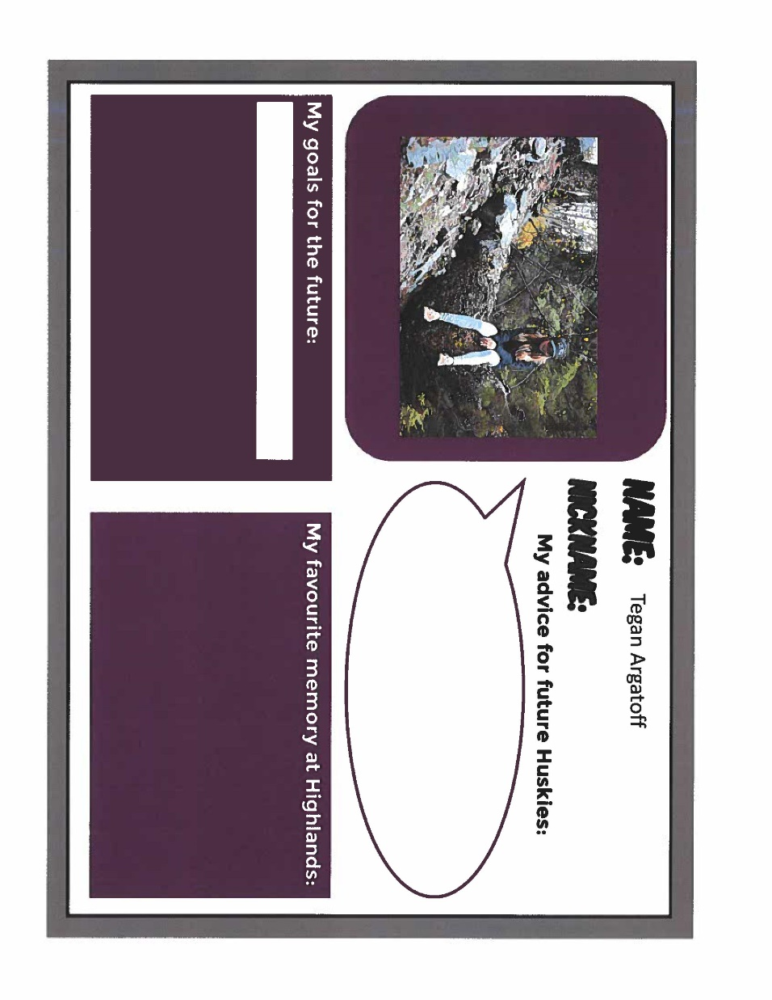 NAME: Tegan Argatoff
NICKNAME:
My advice for future Huskies:
My goals for the future:
My favourite memory at Highlands: